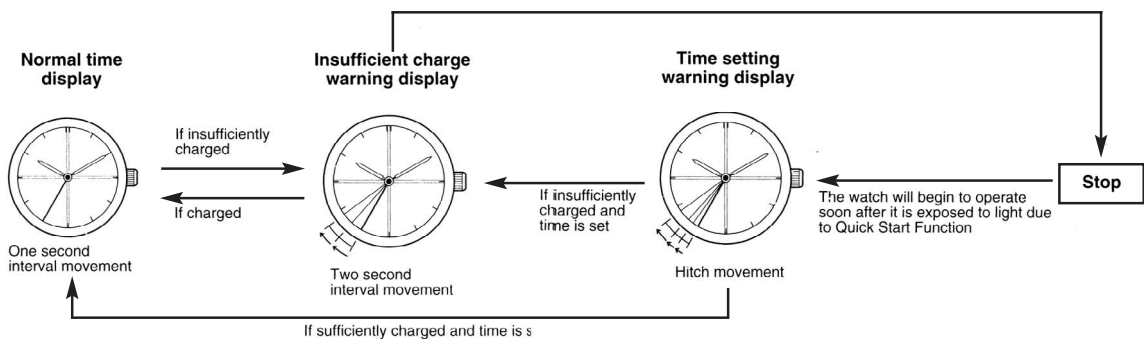 Normal time
display
Insufficient charge
warning display
Time setting
warning display
If insufficiently
charged
If charged
If insufficiently
charged and
time is set
Stop
The watch will begin to operate
soon after it is exposed to light due
to Quick Start Function
One second
interval movement
Two second
interval movement
Hitch movement
If sufficiently charged and time is s